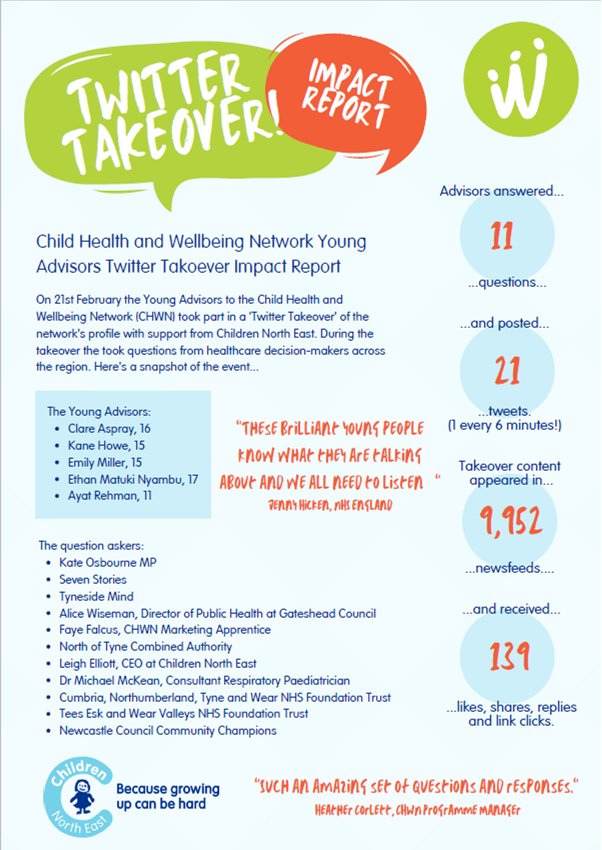 TWITTER
TAKEOVER!
IMPACT
REPORT
Child Health and Wellbeing Network Young
Advisors Twitter Takoever Impact Report
On 21st February the Young Advisors to the Child Health and
Wellbeing Network (CHWN) took part in a 'Twitter Takeover' of the
network's profile with support from Children North East. During the
takeover the took questions from healthcare decision-makers across
the region. Here's a snapshot of the event...
The Young Advisors:
• Clare Aspray, 16
• Kane Howe, 15
• Emily Miller, 15
• Ethan Matuki Nyambu, 17
• Ayat Rehman, 11
"THESE BRILLIANT YOUNG PEOPLE
KNOW WHAT THEY ARE TALKING
ABOUT AND WE ALL NEED TO LISTEN "
JENNY HICKEN, NHS ENGLAND
The question askers:
• Kate Osbourne MP
• Seven Stories
• Tyneside Mind
• Alice Wiseman, Director of Public Health at Gateshead Council
• Faye Falcus, CHWN Marketing Apprentice
• North of Tyne Combined Authority
• Leigh Elliott, CEO at Children North East
• Dr Michael McKean, Consultant Respiratory Paediatrician
• Cumbria, Northumberland, Tyne and Wear NHS Foundation Trust
• Tees Esk and Wear Valleys NHS Foundation Trust
• Newcastle Council Community Champions
Advisors answered...
11
...questions...
...and posted...
21
...tweets.
(1 every 6 minutes!)
Takeover content
appeared in...
9,952
...newsfeeds....
...and received...
139
...likes, shares, replies
and link clicks.
Children
North East
Because growing
up can be hard
"SUCH AN AMAZING SET OF QUESTIONS AND RESPONSES."
HEATHER CORLETT, CHWN PROGRAMME MANAGER